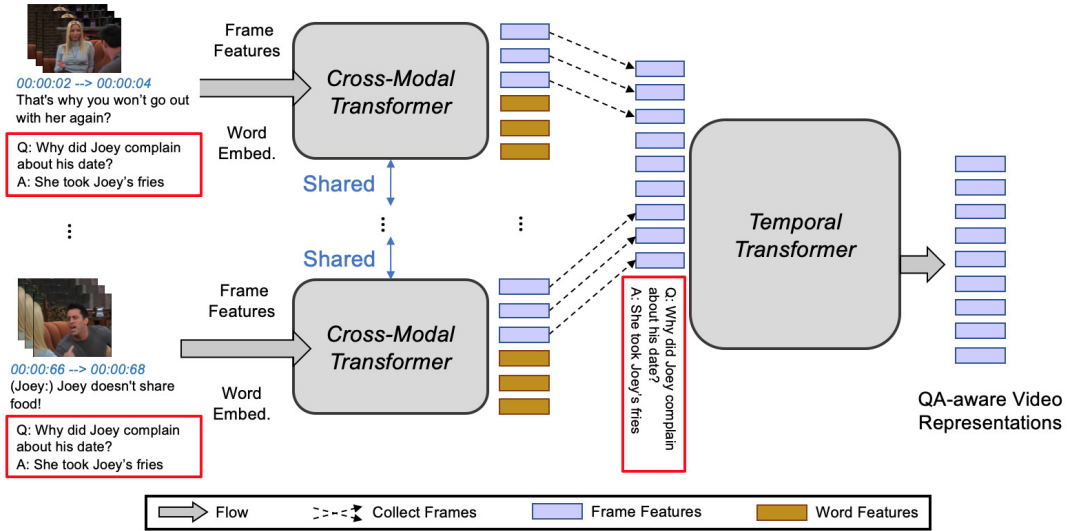 00:00:02 --> 00:00:04
That's why you won't go out
with her again?
Q: Why did Joey complain
about his date?
A: She took Joey's fries
Frame
Features
Word
Embed.
Cross-Modal
Transformer
Shared
...
...
...
Shared
00:00:66 --> 00:00:68
(Joey:) Joey doesn't share
food!
Q: Why did Joey complain
about his date?
A: She took Joey's fries
Frame
Features
Word
Embed.
Cross-Modal
Transformer
Q: Why did Joey complain
about his date?
A: She took Joey's fries
Temporal
Transformer
QA-aware Video
Representations
Flow
Collect Frames
Frame Features
Word Features